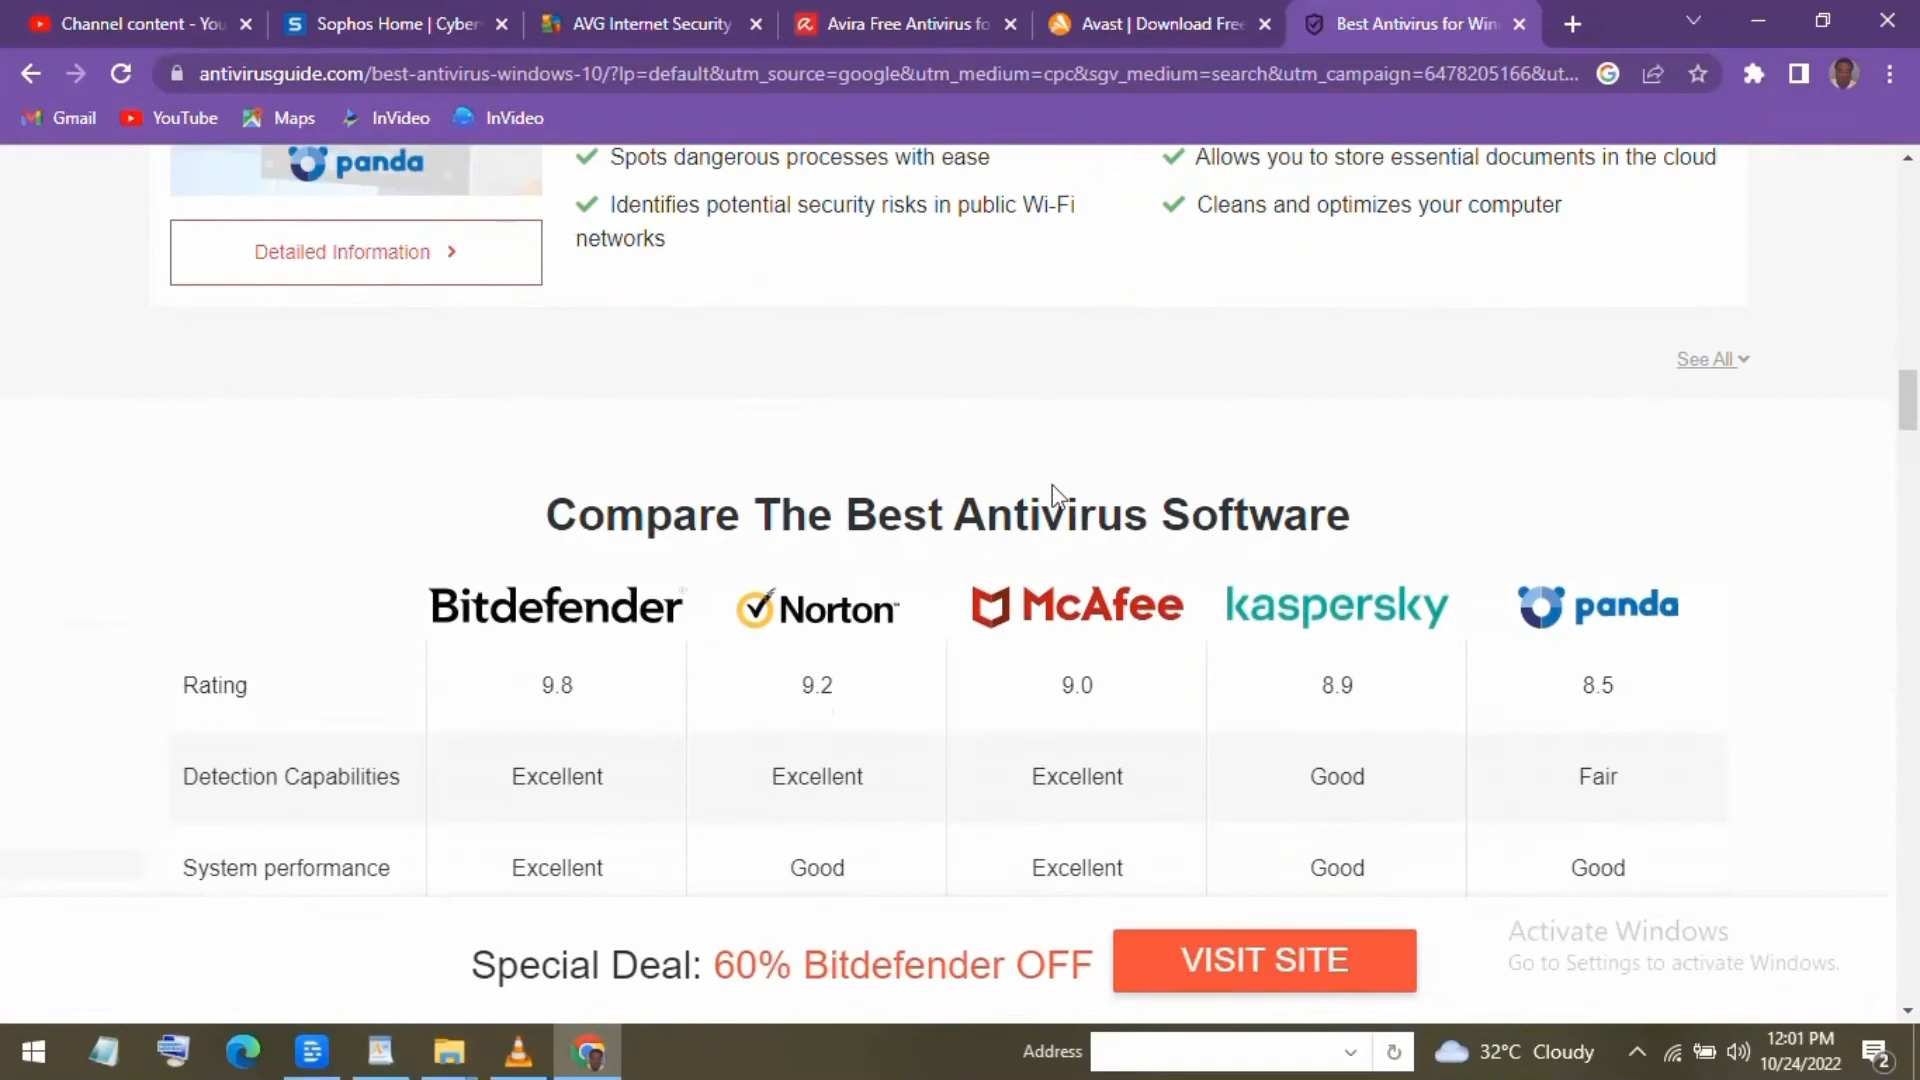 Channel content - You
Sophos Home | Cyber
AVG Internet Security
Avira Free Antivirus fo
Avast | Download Free
Best Antivirus for Win
antivirusguide.com/best-antivirus-windows-10/?lp=default&utm_source=google&utm_medium=cpc&sgv_medium=search&utm_campaign=6478205166&ut...
Gmail
YouTube
Maps
InVideo
InVideo
panda
Spots dangerous processes with ease
Allows you to store essential documents in the cloud
Identifies potential security risks in public Wi-Fi
networks
Cleans and optimizes your computer
Detailed Information
See All
Compare The Best Antivirus Software
Bitdefender Norton McAfee kaspersky panda
Rating 9.8 9.2 9.0 8.9 8.5
Detection Capabilities Excellent Excellent Excellent Good Fair
System performance Excellent Good Excellent Good Good
Special Deal: 60% Bitdefender OFF
VISIT SITE
Activate Windows
Go to Settings to activate Windows.
Address
32°C Cloudy
12:01 PM
10/24/2022
2